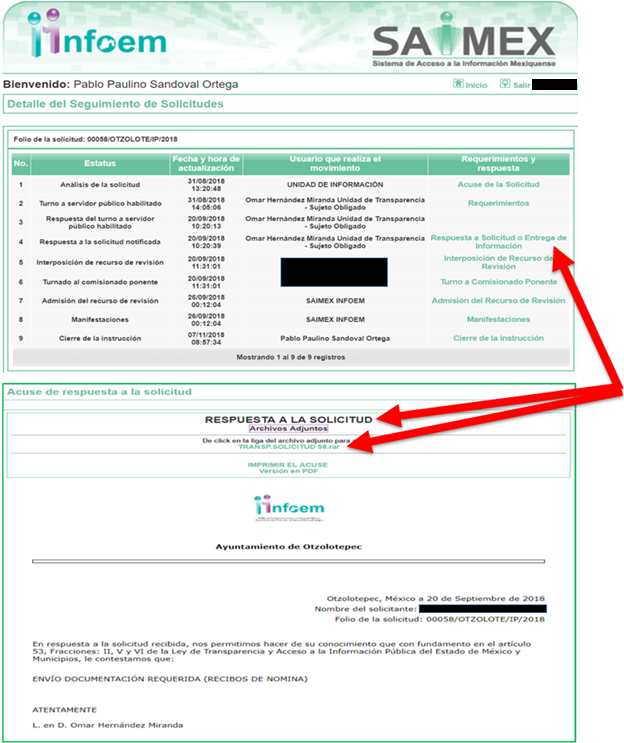 infoem
SAIMEX
Sistema de Acceso a la Información Mexiquense
Bienvenido: Pablo Paulino Sandoval Ortega
Inicio Salir
Detalle del Seguimiento de Solicitudes
Folio de la solicitud: 00058/OTZOLOTE/IP/2018
No. Estatus Fecha y hora de actualización Usuario que realiza el movimiento Requerimientos y respuesta
1 Análisis de la solicitud 31/08/2018 13:20:48 UNIDAD DE INFORMACIÓN Acuse de la Solicitud
2 Turno a servidor público habilitado 31/08/2018 14:05:06 Omar Hernández Miranda Unidad de Transparencia - Sujeto Obligado Requerimientos
3 Respuesta del turno a servidor público habilitado 20/09/2018 10:20:13 Omar Hernández Miranda Unidad de Transparencia - Sujeto Obligado
4 Respuesta a la solicitud notificada 20/09/2018 10:20:39 Omar Hernández Miranda Unidad de Transparencia - Sujeto Obligado Respuesta a Solicitud o Entrega de Información
5 Interposición de recurso de revisión 20/09/2018 11:31:01 Interposición de Recurso de Revisión
6 Turnado al comisionado ponente 20/09/2018 11:31:01 Turno a Comisionado Ponente
7 Admisión del recurso de revisión 26/09/2018 00:12:04 SAIMEX INFOEM Admisión del Recurso de Revisión
8 Manifestaciones 26/09/2018 00:12:04 SAIMEX INFOEM Manifestaciones
9 Cierre de la instrucción 07/11/2018 08:57:34 Pablo Paulino Sandoval Ortega Cierre de la Instrucción
Mostrando 1 al 9 de 9 registros
Acuse de respuesta a la solicitud
RESPUESTA A LA SOLICITUD
Archivos Adjuntos
De click en la liga del archivo adjunto para
TRANSP.SOLICITUD 58.rar
IMPRIMIR EL ACUSE
Versión en PDF
infoem
Ayuntamiento de Otzolotepec
Otzolotepec, México a 20 de Septiembre de 2018
Nombre del solicitante:
Folio de la solicitud: 00058/OTZOLOTE/IP/2018
En respuesta a la solicitud recibida, nos permitimos hacer de su conocimiento que con fundamento en el artículo
53, Fracciones: II, V y VI de la Ley de Transparencia y Acceso a la Información Pública del Estado de México y
Municipios, le contestamos que:
ENVÍO DOCUMENTACIÓN REQUERIDA (RECIBOS DE NOMINA)
ATENTAMENTE
L. en D. Omar Hernández Miranda